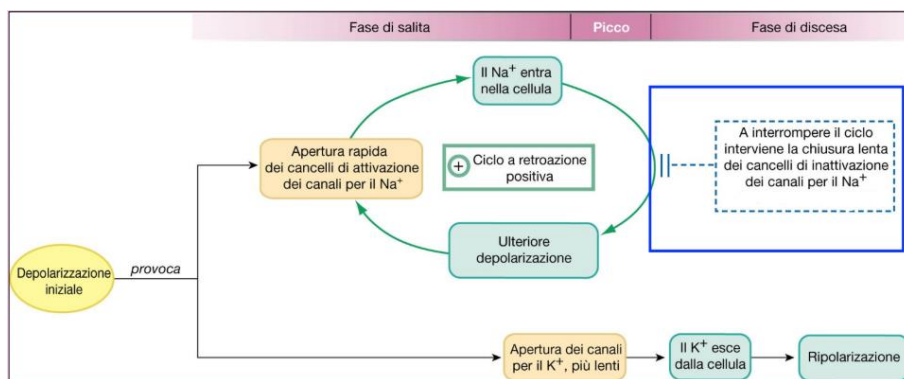 Fase di salita
Picco
Fase di discesa
Il Na⁺ entra
nella cellula
Apertura rapida
dei cancelli di attivazione
dei canali per il Na⁺
+ Ciclo a retroazione
positiva
A interrompere il ciclo
interviene la chiusura lenta
dei cancelli di inattivazione
dei canali per il Na⁺
Ulteriore
depolarizzazione
Depolarizzazione
iniziale
provoca
Apertura dei canali
per il K⁺, più lenti
Il K⁺ esce
dalla cellula
Ripolarizzazione